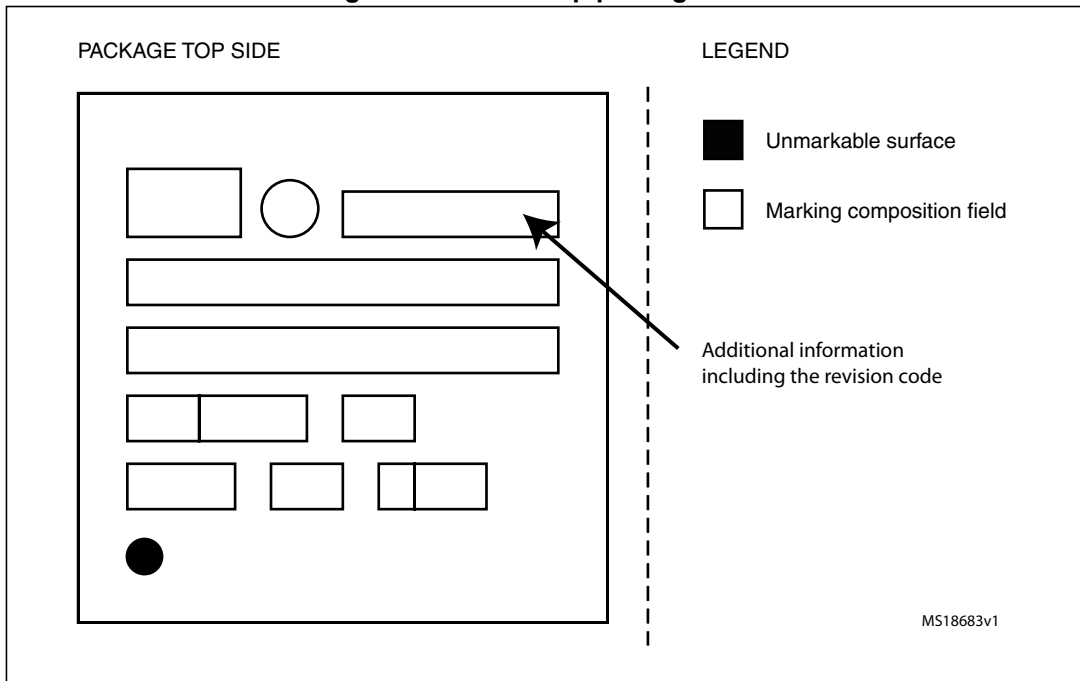 PACKAGE TOP SIDE
LEGEND
Unmarkable surface
Marking composition field
Additional information
including the revision code
MS18683v1